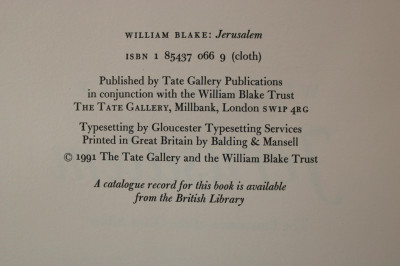 WILLIAM BLAKE: Jerusalem
ISBN 1 85437 066 9 (cloth)
Published by Tate Gallery Publications
in conjunction with the William Blake Trust
THE TATE GALLERY, Millbank, London SW1P 4RG
Typesetting by Gloucester Typesetting Services
Printed in Great Britain by Balding & Mansell
© 1991 The Tate Gallery and the William Blake Trust
A catalogue record for this book is available
from the British Library